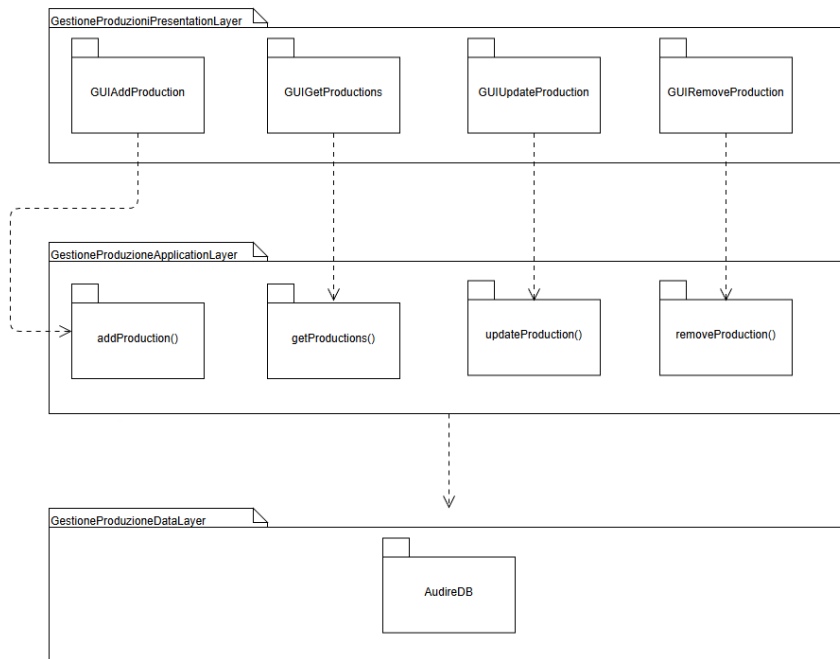 GestioneProduzioniPresentationLayer
GUIAddProduction
GUIGetProductions
GUIUpdateProduction
GUIRemoveProduction
GestioneProduzioneApplicationLayer
addProduction()
getProductions()
updateProduction()
removeProduction()
GestioneProduzioneDataLayer
AudireDB